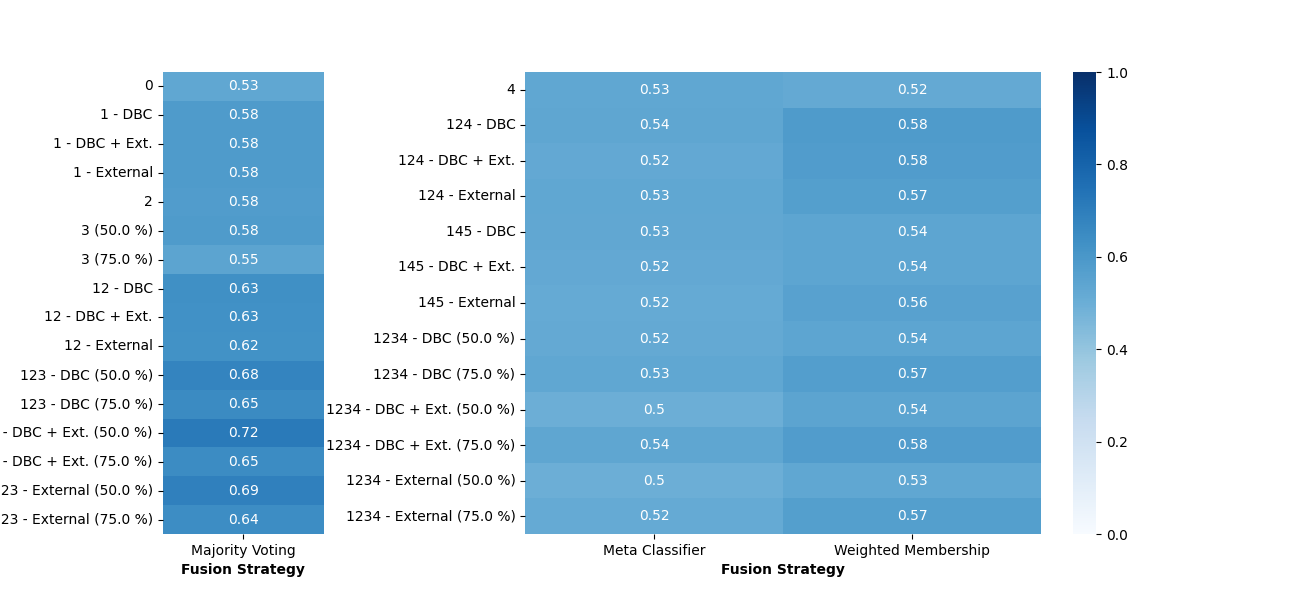 0 0.53
1 - DBC 0.58
1 - DBC + Ext. 0.58
1 - External 0.58
2 0.58
3 (50.0 %) 0.58
3 (75.0 %) 0.55
12 - DBC 0.63
12 - DBC + Ext. 0.63
12 - External 0.62
123 - DBC (50.0 %) 0.68
123 - DBC (75.0 %) 0.65
- DBC + Ext. (50.0 %) 0.72
- DBC + Ext. (75.0 %) 0.65
23 - External (50.0 %) 0.69
23 - External (75.0 %) 0.64
Majority Voting
Fusion Strategy
4 0.53 0.52
124 - DBC 0.54 0.58
124 - DBC + Ext. 0.52 0.58
124 - External 0.53 0.57
145 - DBC 0.53 0.54
145 - DBC + Ext. 0.52 0.54
145 - External 0.52 0.56
1234 - DBC (50.0 %) 0.52 0.54
1234 - DBC (75.0 %) 0.53 0.57
1234 - DBC + Ext. (50.0 %) 0.5 0.54
1234 - DBC + Ext. (75.0 %) 0.54 0.58
1234 - External (50.0 %) 0.5 0.53
1234 - External (75.0 %) 0.52 0.57
Meta Classifier Weighted Membership
Fusion Strategy
1.0
0.8
0.6
0.4
0.2
0.0